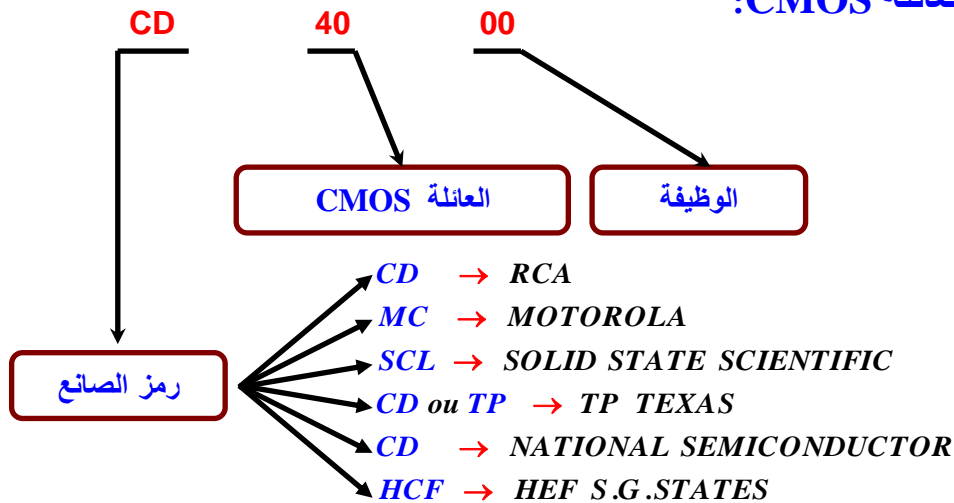 CMOS:
CD 40 00
العائلة CMOS
الوظيفة
رمز الصانع
CD → RCA
MC → MOTOROLA
SCL → SOLID STATE SCIENTIFIC
CD ou TP → TP TEXAS
CD → NATIONAL SEMICONDUCTOR
HCF → HEF S.G.STATES